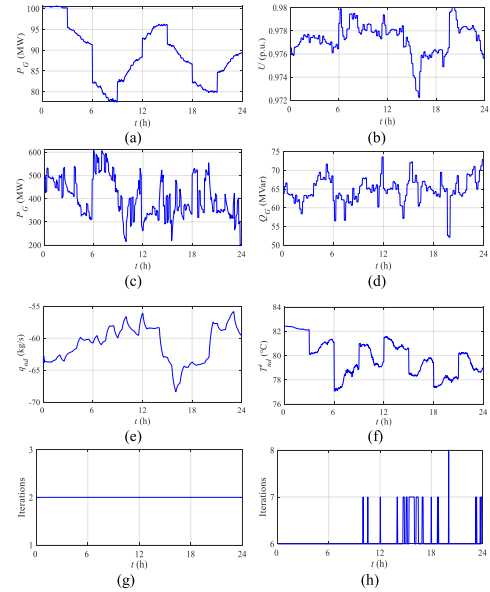 100
95
90
85
80
P_G (MW)
0 6 12 18 24
t (h)
(a)
0.98
0.978
0.976
0.974
0.972
U (p.u.)
0 6 12 18 24
t (h)
(b)
600
500
400
300
200
P_G (MW)
0 6 12 18 24
t (h)
(c)
75
70
65
60
55
50
Q_G (MVar)
0 6 12 18 24
t (h)
(d)
-55
-60
-65
-70
q_nd (kg/s)
0 6 12 18 24
t (h)
(e)
84
82
80
78
76
T^s_nd (°C)
0 6 12 18 24
t (h)
(f)
3
2
1
Iterations
0 6 12 18 24
t (h)
(g)
8
7
6
Iterations
0 6 12 18 24
t (h)
(h)